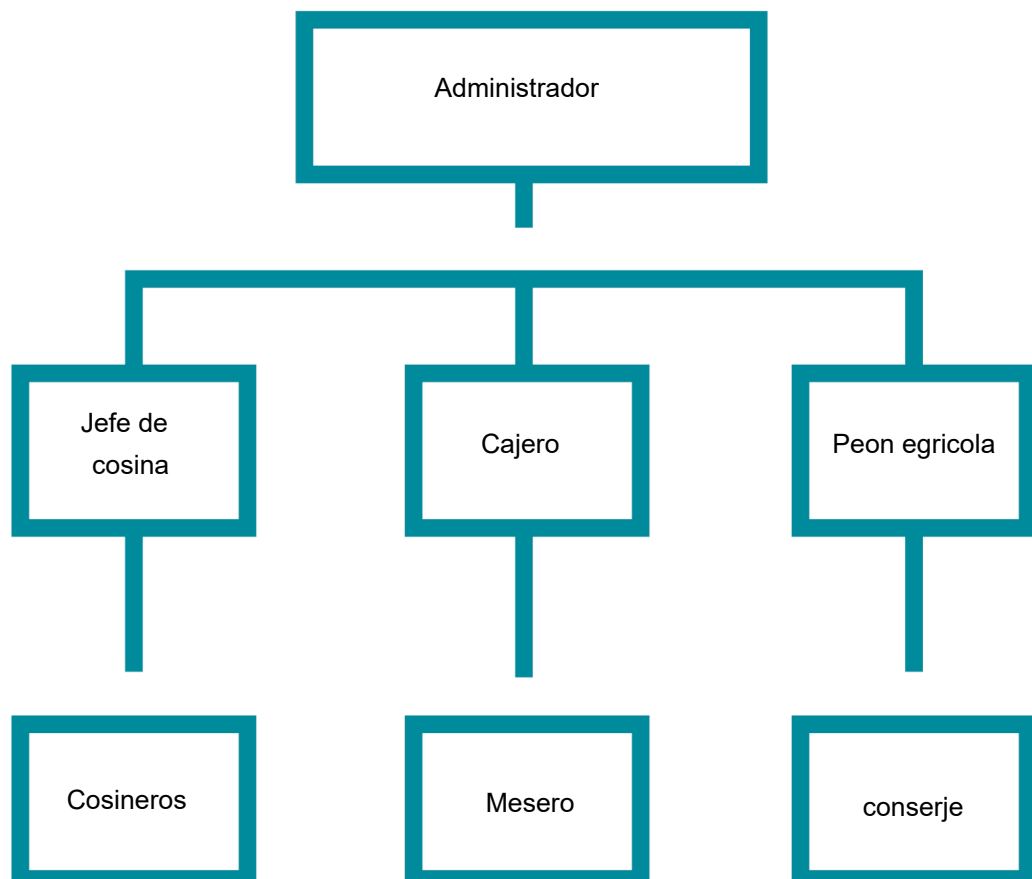 Administrador
Jefe de
cosina
Cajero
Peon egricola
Cosineros
Mesero
conserje